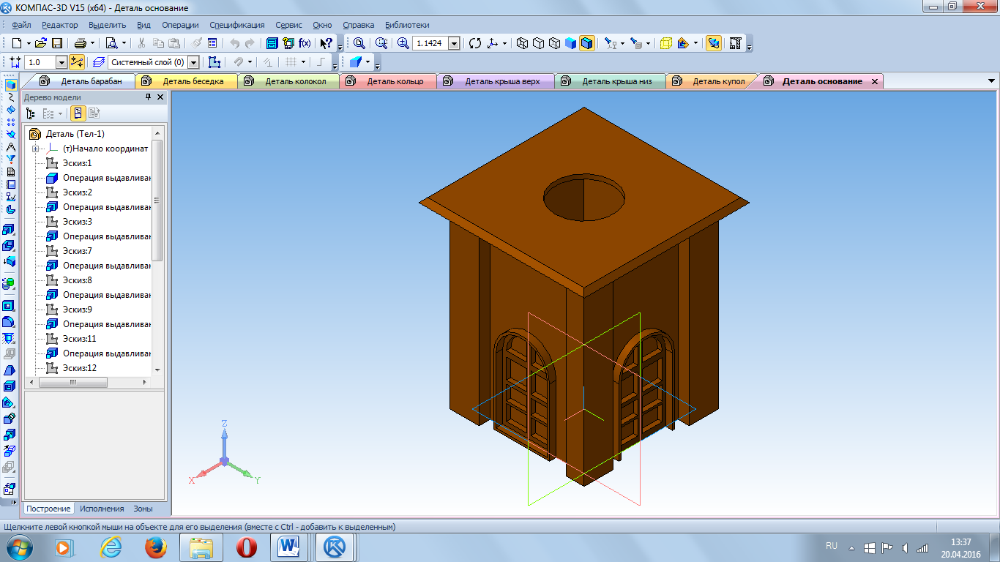 КОМПАС-3D V15 (x64) - Деталь основание
Файл Редактор Выделить Вид Операции Спецификация Сервис Окно Справка Библиотеки
f(x) 1.1424
1.0 Системный слой (0)
Деталь барабан Деталь беседка Деталь колокол Деталь кольцо Деталь крыша верх Деталь крыша низ Деталь купол Деталь основание
Дерево модели
Деталь (Тел-1)
(т)Начало координат
Эскиз:1
Операция выдавливан
Эскиз:2
Операция выдавливан
Эскиз:3
Операция выдавливан
Эскиз:7
Операция выдавливан
Эскиз:8
Операция выдавливан
Эскиз:9
Операция выдавливан
Эскиз:11
Операция выдавливан
Эскиз:12
Z
X
Y
Построение Исполнения Зоны
Щелкните левой кнопкой мыши на объекте для его выделения (вместе с Ctrl - добавить к выделенным)
RU
13:37
20.04.2016